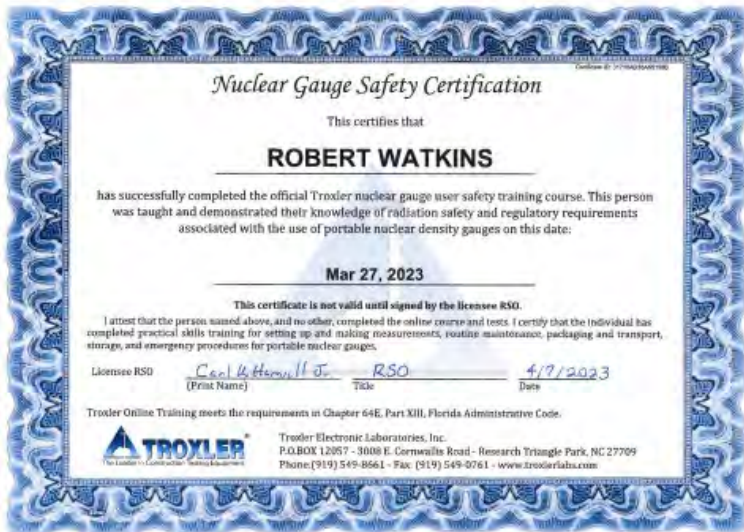 Nuclear Gauge Safety Certification
This certifies that
ROBERT WATKINS
has successfully completed the official Troxler nuclear gauge user safety training course. This person
was taught and demonstrated their knowledge of radiation safety and regulatory requirements
associated with the use of portable nuclear density gauges on this date:
Mar 27, 2023
This certificate is not valid until signed by the licensee RSO.
I attest that the person named above, and no other, completed the online course and tests. I certify that the individual has
completed practical skills training for setting up and making measurements, routine maintenance, packaging and transport,
storage, and emergency procedures for portable nuclear gauges.
Licensee RSO Carl Jr. RSO 4/7/2023
(Print Name) Title Date
Troxler Online Training meets the requirements in Chapter 64E, Part XIII, Florida Administrative Code.
TROXLER
The Leader in Construction Testing Equipment
Troxler Electronic Laboratories, Inc.
P.O.BOX 12057 - 3008 E. Cornwallis Road - Research Triangle Park, NC 27709
Phone:(919) 549-8661 - Fax: (919) 549-0761 - www.troxlerlabs.com